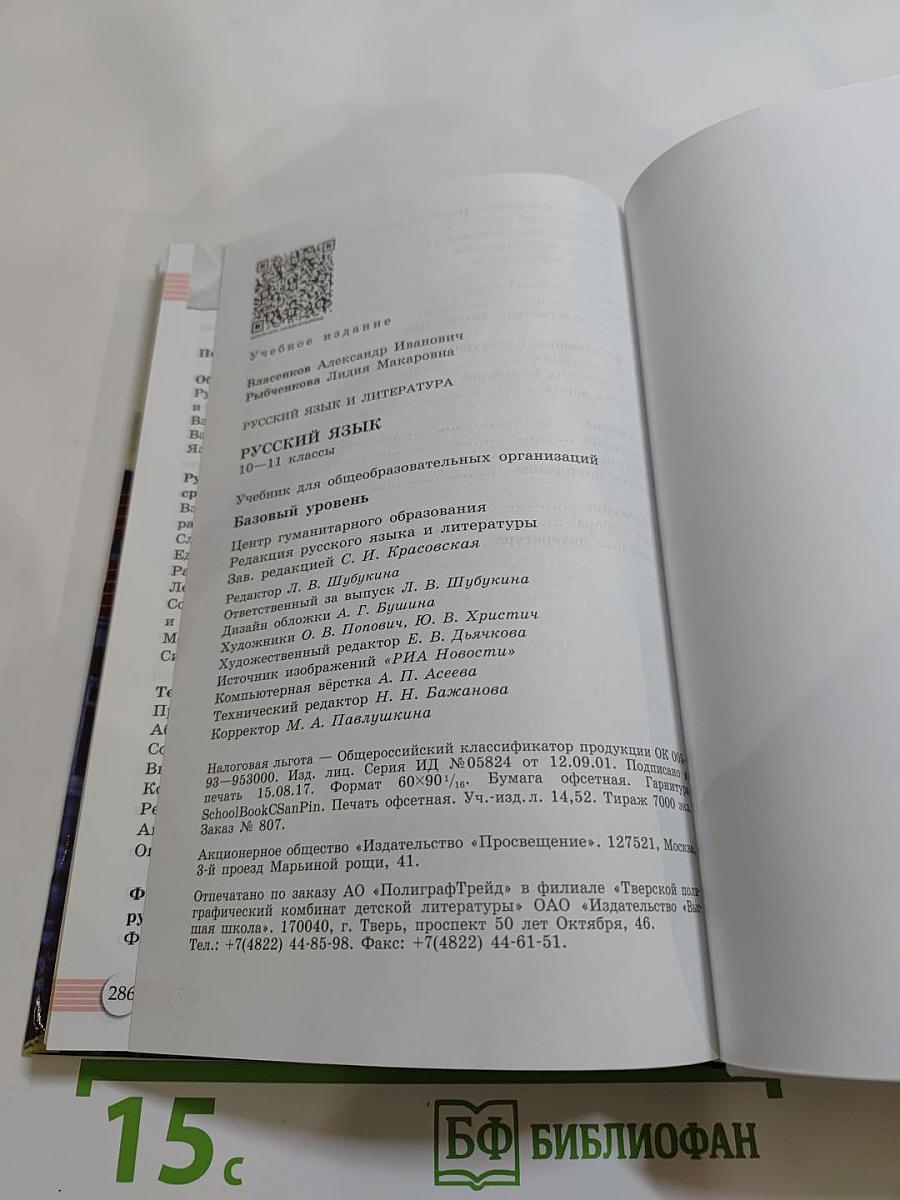 Учебное издание
Власенков Александр Иванович
Рыбченкова Лидия Макаровна
РУССКИЙ ЯЗЫК И ЛИТЕРАТУРА
РУССКИЙ ЯЗЫК
10—11 классы
Учебник для общеобразовательных организаций
Базовый уровень
Центр гуманитарного образования
Редакция русского языка и литературы
Зав. редакцией С. И. Красовская
Редактор Л. В. Шубукина
Ответственный за выпуск Л. В. Шубукина
Дизайн обложки А. Г. Бушина
Художники О. В. Попович, Ю. В. Христич
Художественный редактор Е. В. Дьячкова
Источник изображений «РИА Новости»
Компьютерная вёрстка А. П. Асеева
Технический редактор Н. Н. Бажанова
Корректор М. А. Павлушкина
Налоговая льгота — Общероссийский классификатор продукции ОК 005-
93—953000. Изд. лиц. Серия ИД №05824 от 12.09.01. Подписано в
печать 15.08.17. Формат 60×90 1/16. Бумага офсетная. Гарнитура
SchoolBookCSanPin. Печать офсетная. Уч.-изд. л. 14,52. Тираж 7000 экз.
Заказ № 807.
Акционерное общество «Издательство «Просвещение». 127521, Москва,
3-й проезд Марьиной рощи, 41.
Отпечатано по заказу АО «ПолиграфТрейд» в филиале «Тверской поли-
графический комбинат детской литературы» ОАО «Издательство «Выс-
шая школа». 170040, г. Тверь, проспект 50 лет Октября, 46.
Тел.: +7(4822) 44-85-98. Факс: +7(4822) 44-61-51.
286
15 с
БФ БИБЛИОФАН